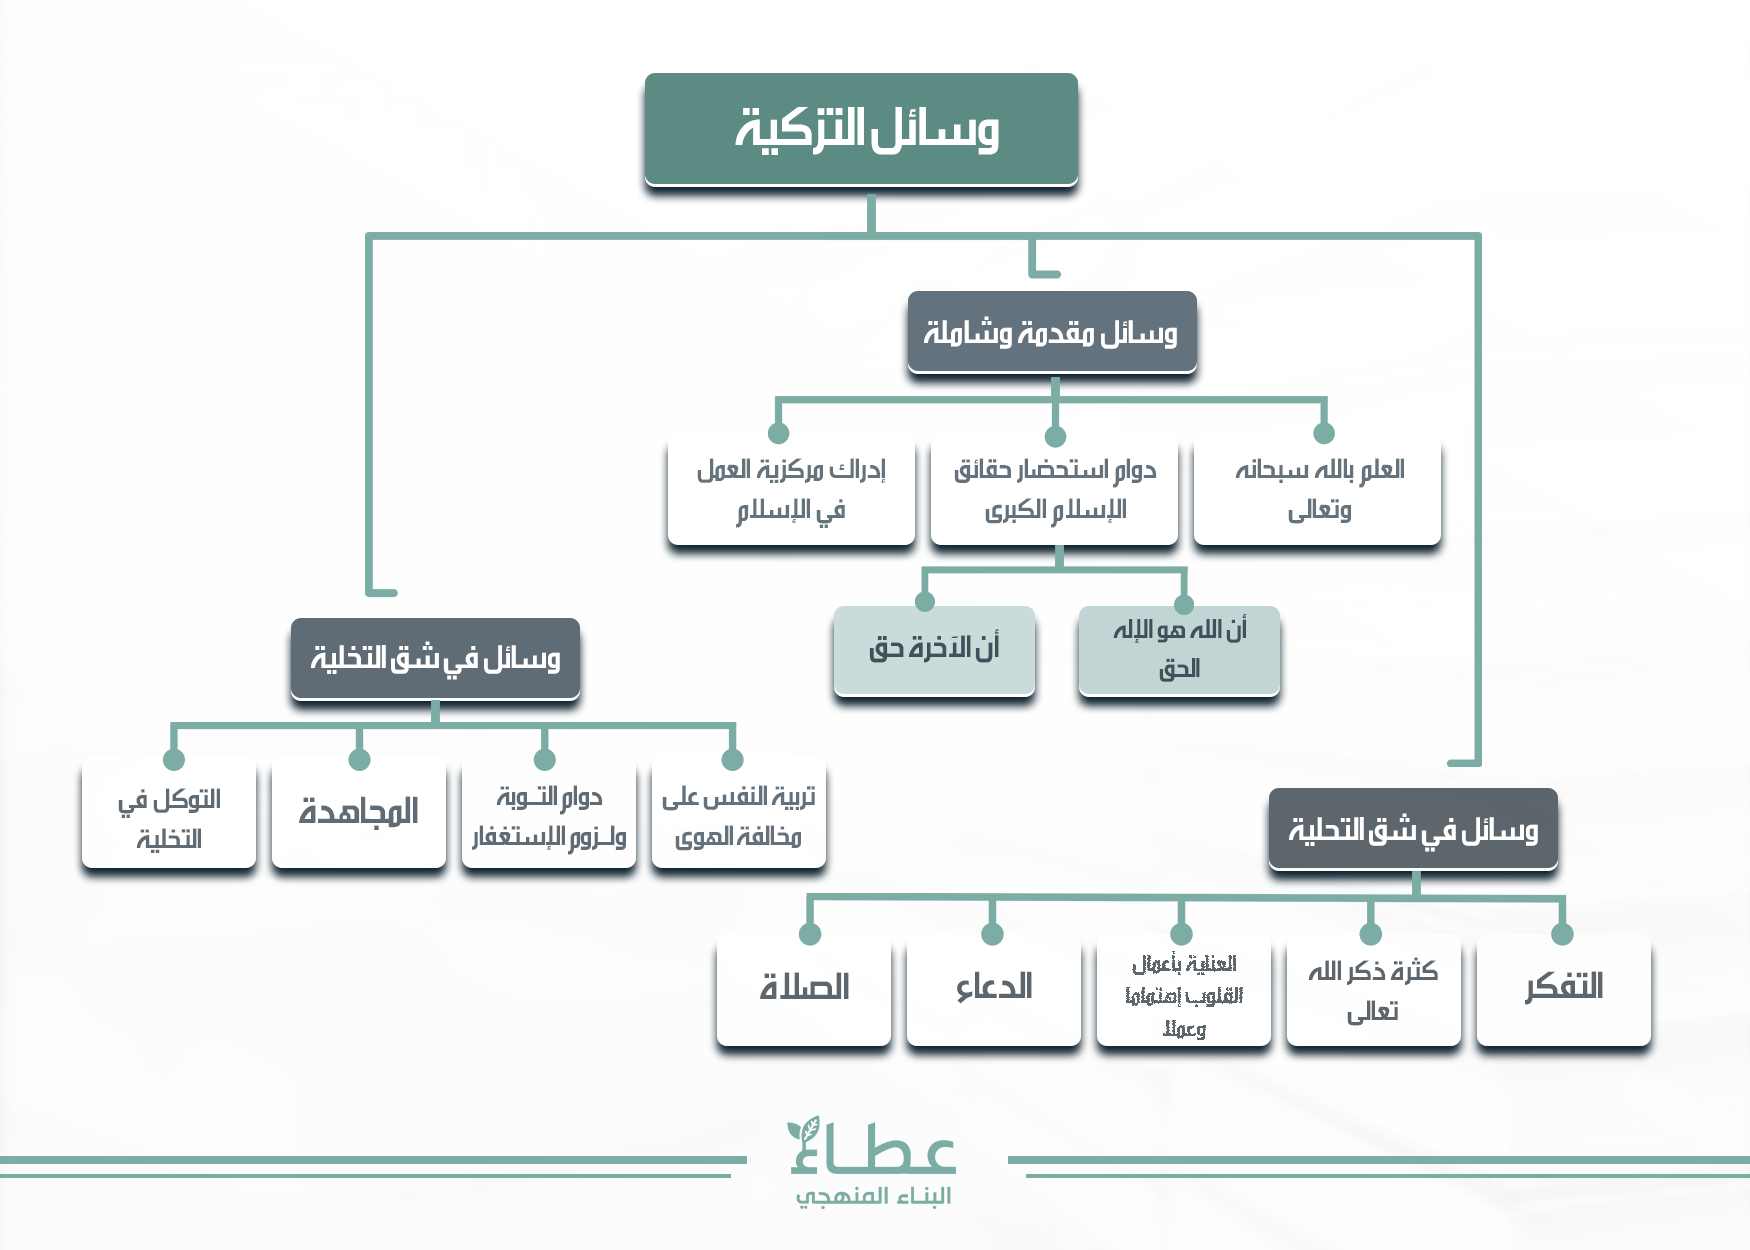 وسائل التزكية
وسائل مقدمة وشاملة
العلم بالله سبحانه
وتعالى
دوام استحضار حقائق
الإسلام الكبرى
إدراك مركزية العمل
في الإسلام
أن الله هو الإله
الحق
أن الآخرة حق
وسائل في شق التخلية
تربية النفس على
مخالفة الهوى
دوام التـوبة
ولـزوم الإستغفار
المجاهدة
التوكل في
التخلية
وسائل في شق التحلية
التفكر
كثرة ذكر الله
تعالى
العناية بأعمال
القلوب إهتماما
وعملا
الدعاء
الصلاة
عطاء
البناء المنهجي